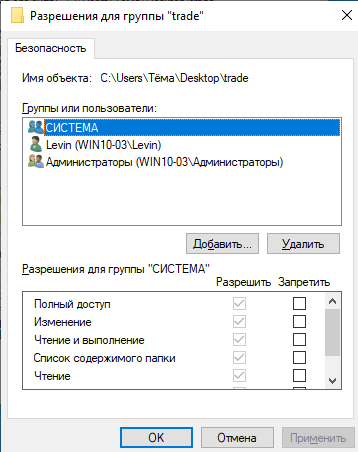 Разрешения для группы "trade"
Безопасность
Имя объекта: C:\Users\Тёма\Desktop\trade
Группы или пользователи:
СИСТЕМА
Levin (WIN10-03\Levin)
Администраторы (WIN10-03\Администраторы)
Добавить... Удалить
Разрешения для группы "СИСТЕМА" Разрешить Запретить
Полный доступ
Изменение
Чтение и выполнение
Список содержимого папки
Чтение
OK Отмена Применить